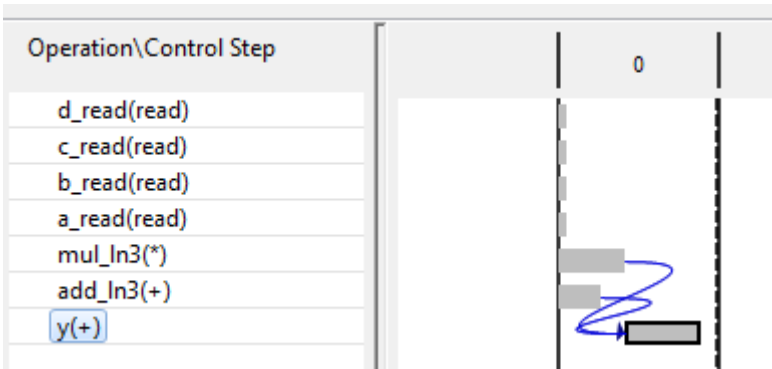 Operation\Control Step
0
d_read(read)
c_read(read)
b_read(read)
a_read(read)
mul_ln3(*)
add_ln3(+)
y(+)